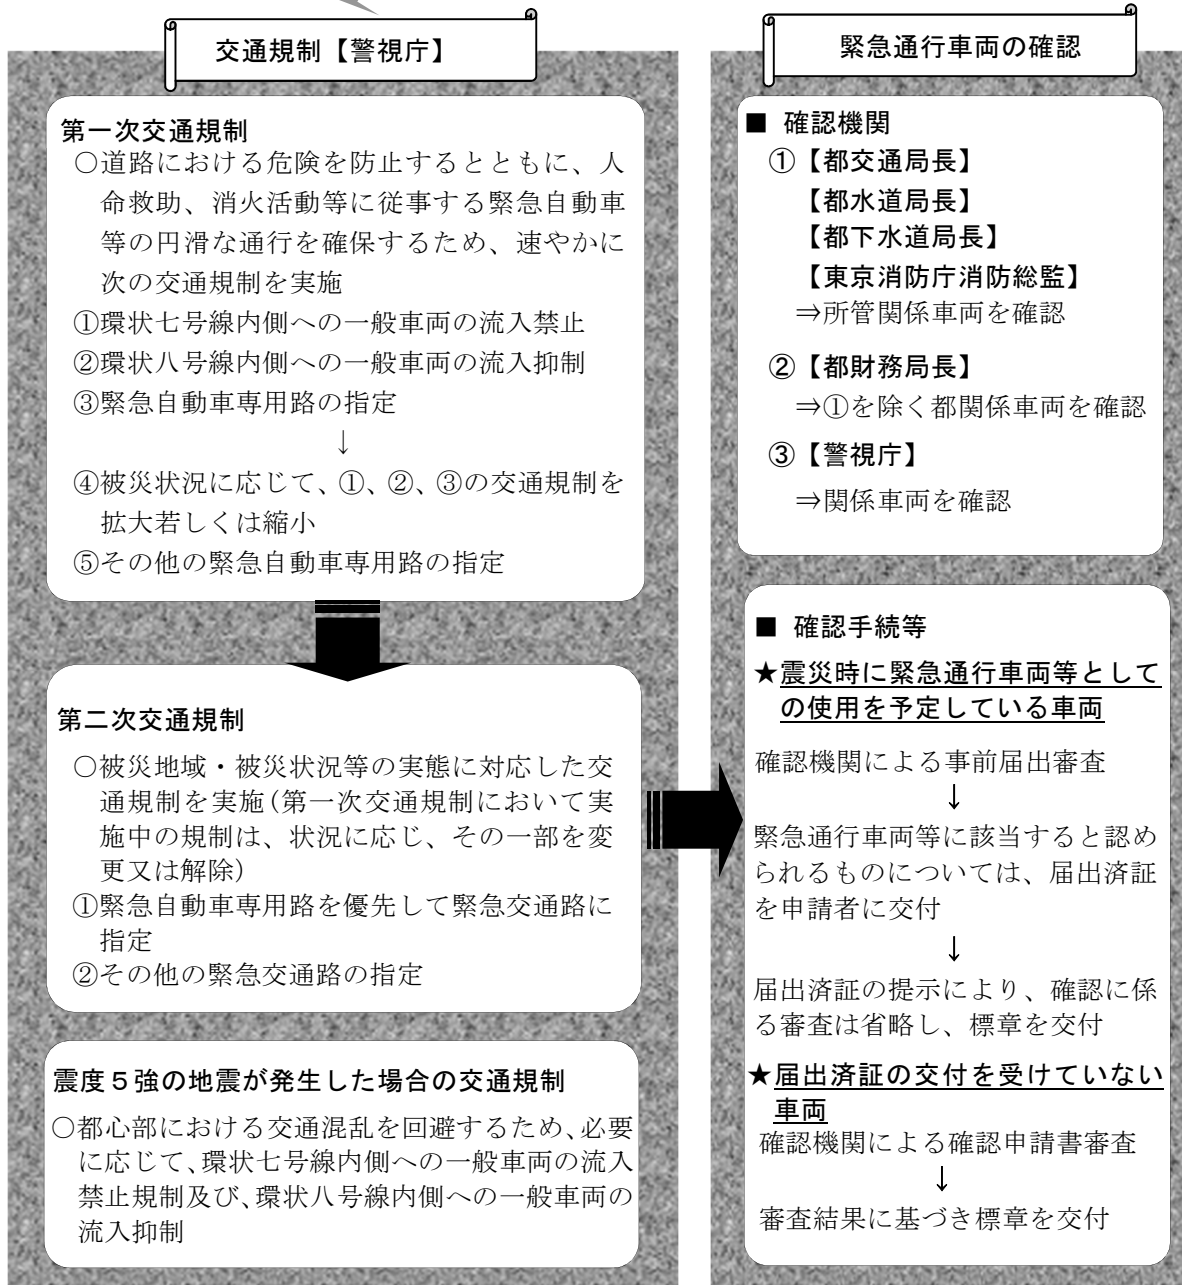 交通規制【警視庁】
第一次交通規制
○道路における危険を防止するとともに、人
命救助、消火活動等に従事する緊急自動車
等の円滑な通行を確保するため、速やかに
次の交通規制を実施
①環状七号線内側への一般車両の流入禁止
②環状八号線内側への一般車両の流入抑制
③緊急自動車専用路の指定
↓
④被災状況に応じて、①、②、③の交通規制を
拡大若しくは縮小
⑤その他の緊急自動車専用路の指定
第二次交通規制
○被災地域・被災状況等の実態に対応した交
通規制を実施(第一次交通規制において実
施中の規制は、状況に応じ、その一部を変
更又は解除)
①緊急自動車専用路を優先して緊急交通路に
指定
②その他の緊急交通路の指定
震度５強の地震が発生した場合の交通規制
○都心部における交通混乱を回避するため、必要
に応じて、環状七号線内側への一般車両の流入
禁止規制及び、環状八号線内側への一般車両の
流入抑制
緊急通行車両の確認
■ 確認機関
①【都交通局長】
【都水道局長】
【都下水道局長】
【東京消防庁消防総監】
⇒所管関係車両を確認
②【都財務局長】
⇒①を除く都関係車両を確認
③【警視庁】
⇒関係車両を確認
■ 確認手続等
★震災時に緊急通行車両等として
の使用を予定している車両
確認機関による事前届出審査
↓
緊急通行車両等に該当すると認め
られるものについては、届出済証
を申請者に交付
↓
届出済証の提示により、確認に係
る審査は省略し、標章を交付
★届出済証の交付を受けていない
車両
確認機関による確認申請書審査
↓
審査結果に基づき標章を交付